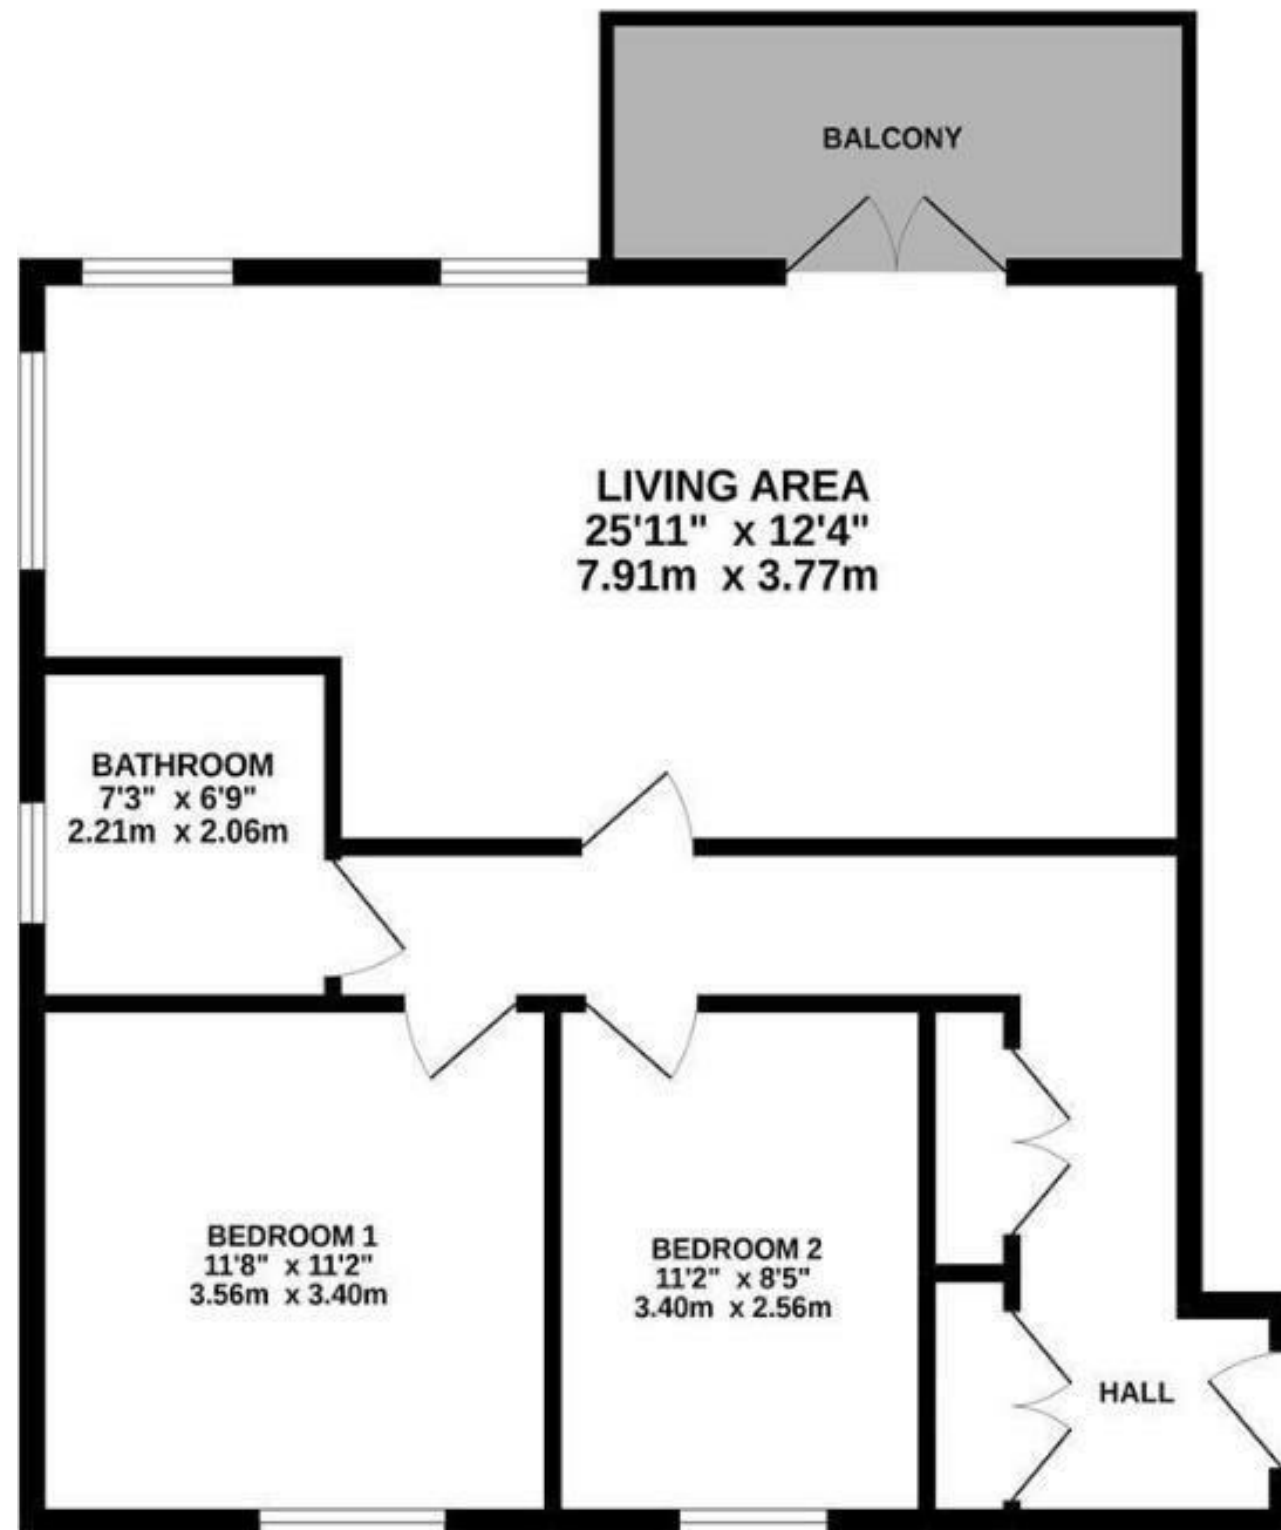 BALCONY
LIVING AREA
25'11" x 12'4"
7.91m x 3.77m
BATHROOM
7'3" x 6'9"
2.21m x 2.06m
BEDROOM 1
11'8" x 11'2"
3.56m x 3.40m
BEDROOM 2
11'2" x 8'5"
3.40m x 2.56m
HALL